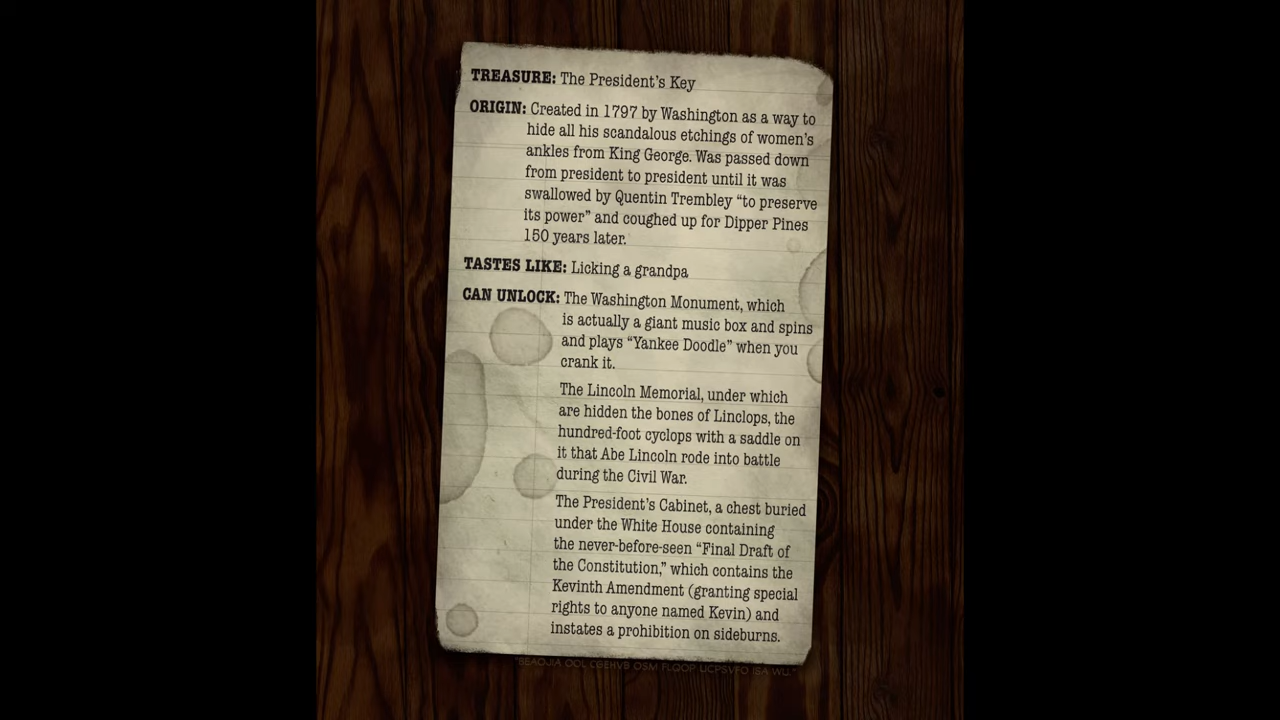 TREASURE: The President's Key
ORIGIN: Created in 1797 by Washington as a way to
hide all his scandalous etchings of women's
ankles from King George. Was passed down
from president to president until it was
swallowed by Quentin Trembley “to preserve
its power” and coughed up for Dipper Pines
150 years later.
TASTES LIKE: Licking a grandpa
CAN UNLOCK: The Washington Monument, which
is actually a giant music box and spins
and plays “Yankee Doodle” when you
crank it.
The Lincoln Memorial, under which
are hidden the bones of Linclops, the
hundred-foot cyclops with a saddle on
it that Abe Lincoln rode into battle
during the Civil War.
The President's Cabinet, a chest buried
under the White House containing
the never-before-seen “Final Draft of
the Constitution,” which contains the
Kevinth Amendment (granting special
rights to anyone named Kevin) and
instates a prohibition on sideburns.